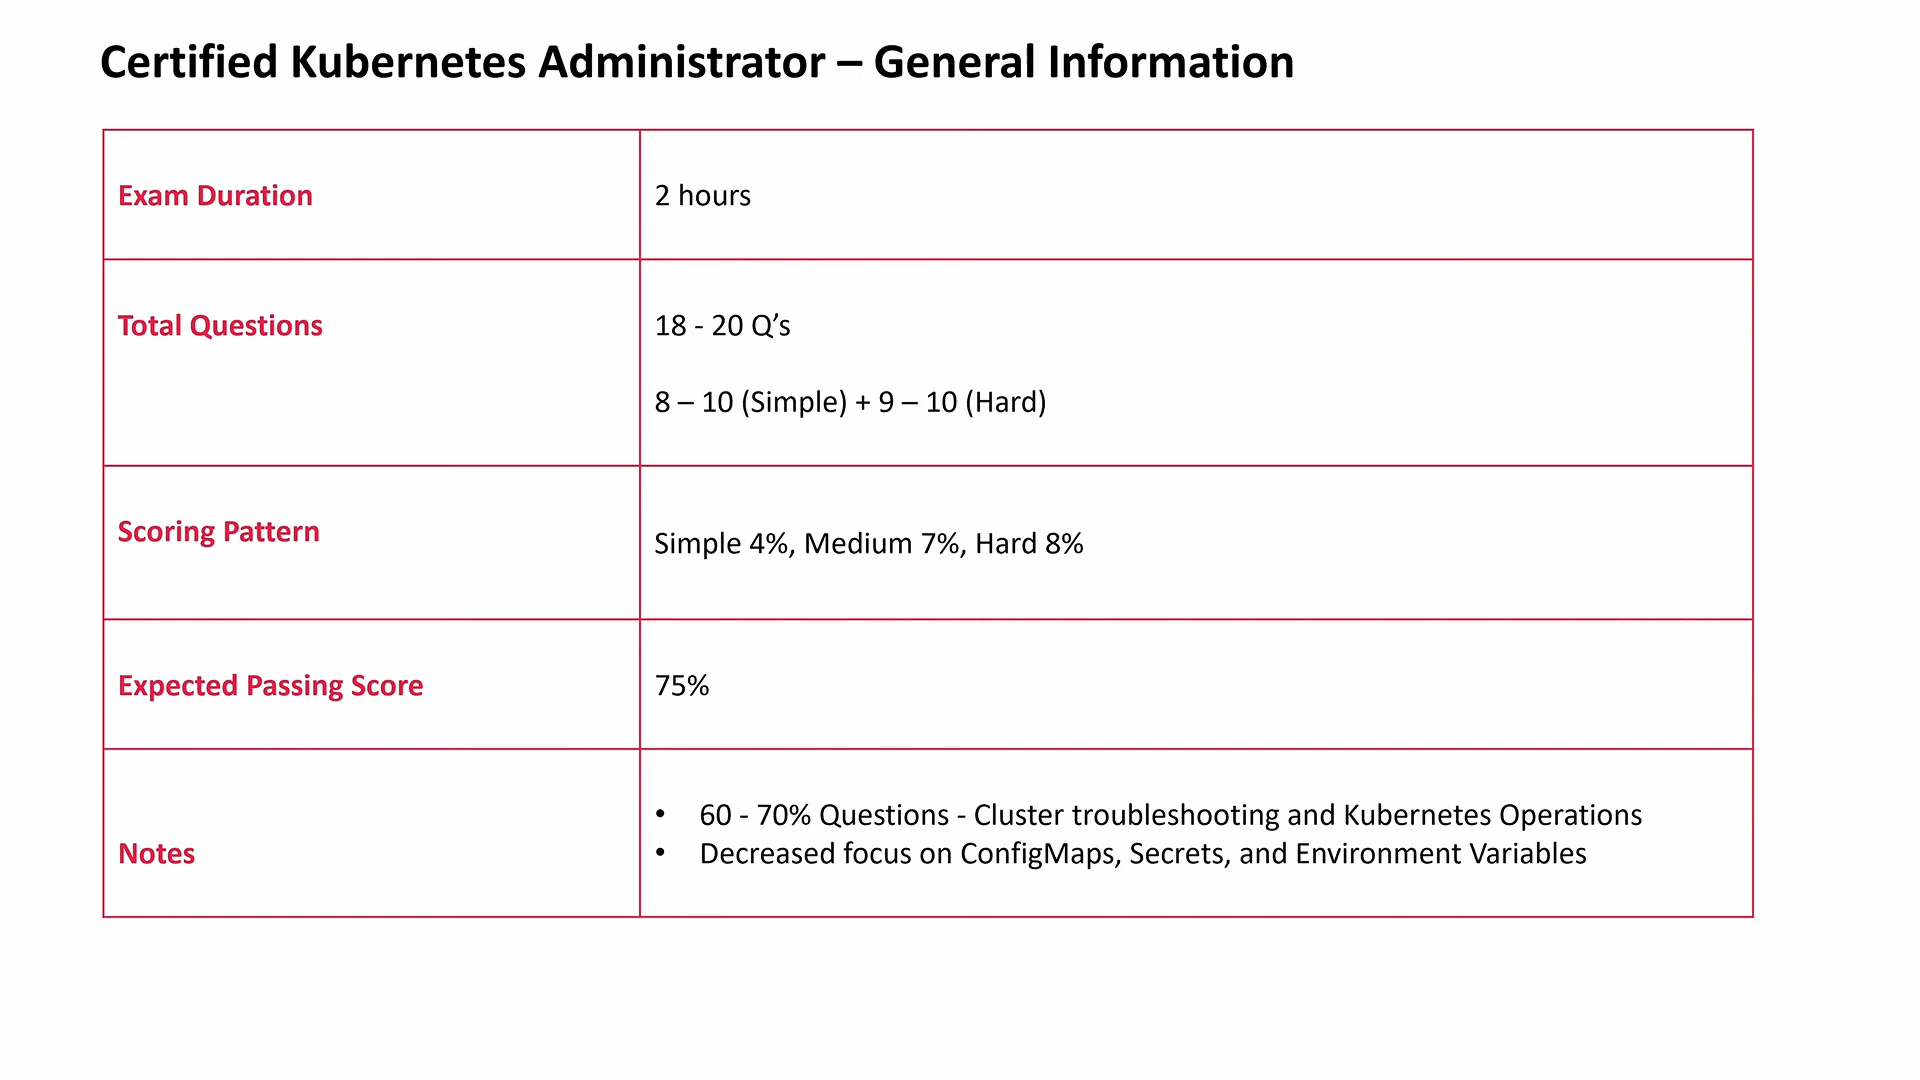 Certified Kubernetes Administrator – General Information
Exam Duration
2 hours
Total Questions
18 - 20 Q’s
8 – 10 (Simple) + 9 – 10 (Hard)
Scoring Pattern
Simple 4%, Medium 7%, Hard 8%
Expected Passing Score
75%
Notes
• 60 - 70% Questions - Cluster troubleshooting and Kubernetes Operations
• Decreased focus on ConfigMaps, Secrets, and Environment Variables